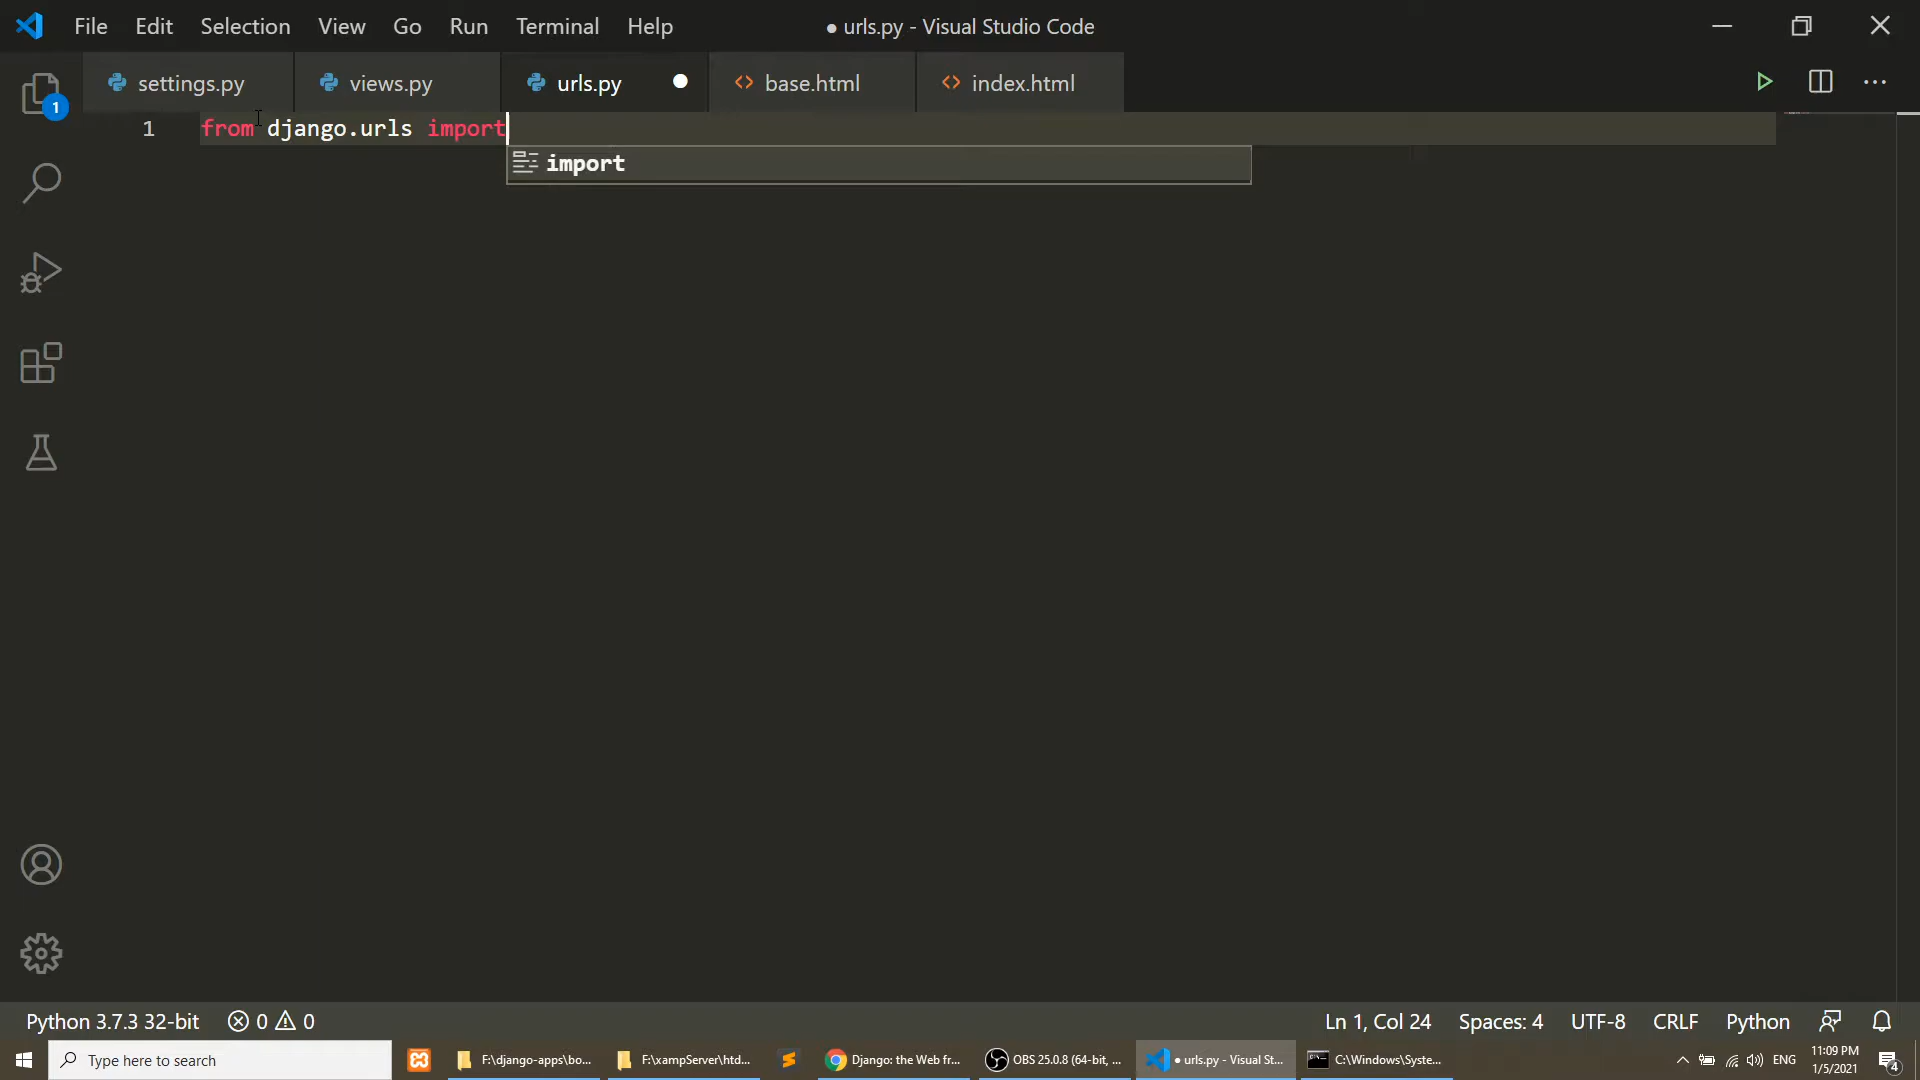 File Edit Selection View Go Run Terminal Help ● urls.py - Visual Studio Code
settings.py views.py urls.py base.html index.html
1
1 from django.urls import
import
Python 3.7.3 32-bit 0 0 Ln 1, Col 24 Spaces: 4 UTF-8 CRLF Python
Type here to search F:\django-apps\bo... F:\xampServer\htd... Django: the Web fr... OBS 25.0.8 (64-bit, ... ● urls.py - Visual St... C:\Windows\Syste... ENG 11:09 PM
1/5/2021 4